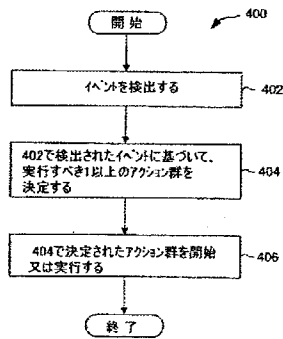 開始
400
イベントを検出する
402
402で検出されたイベントに基づいて、
実行すべき1以上のアクション群を
決定する
404
404で決定されたアクション群を開始
又は実行する
406
終了